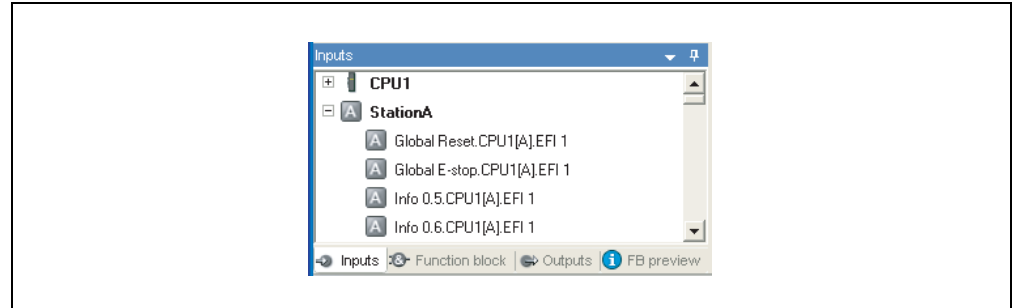 Inputs
CPU1
A StationA
A Global Reset.CPU1[A].EFI 1
A Global E-stop.CPU1[A].EFI 1
A Info 0.5.CPU1[A].EFI 1
A Info 0.6.CPU1[A].EFI 1
Inputs & Function block Outputs i FB preview